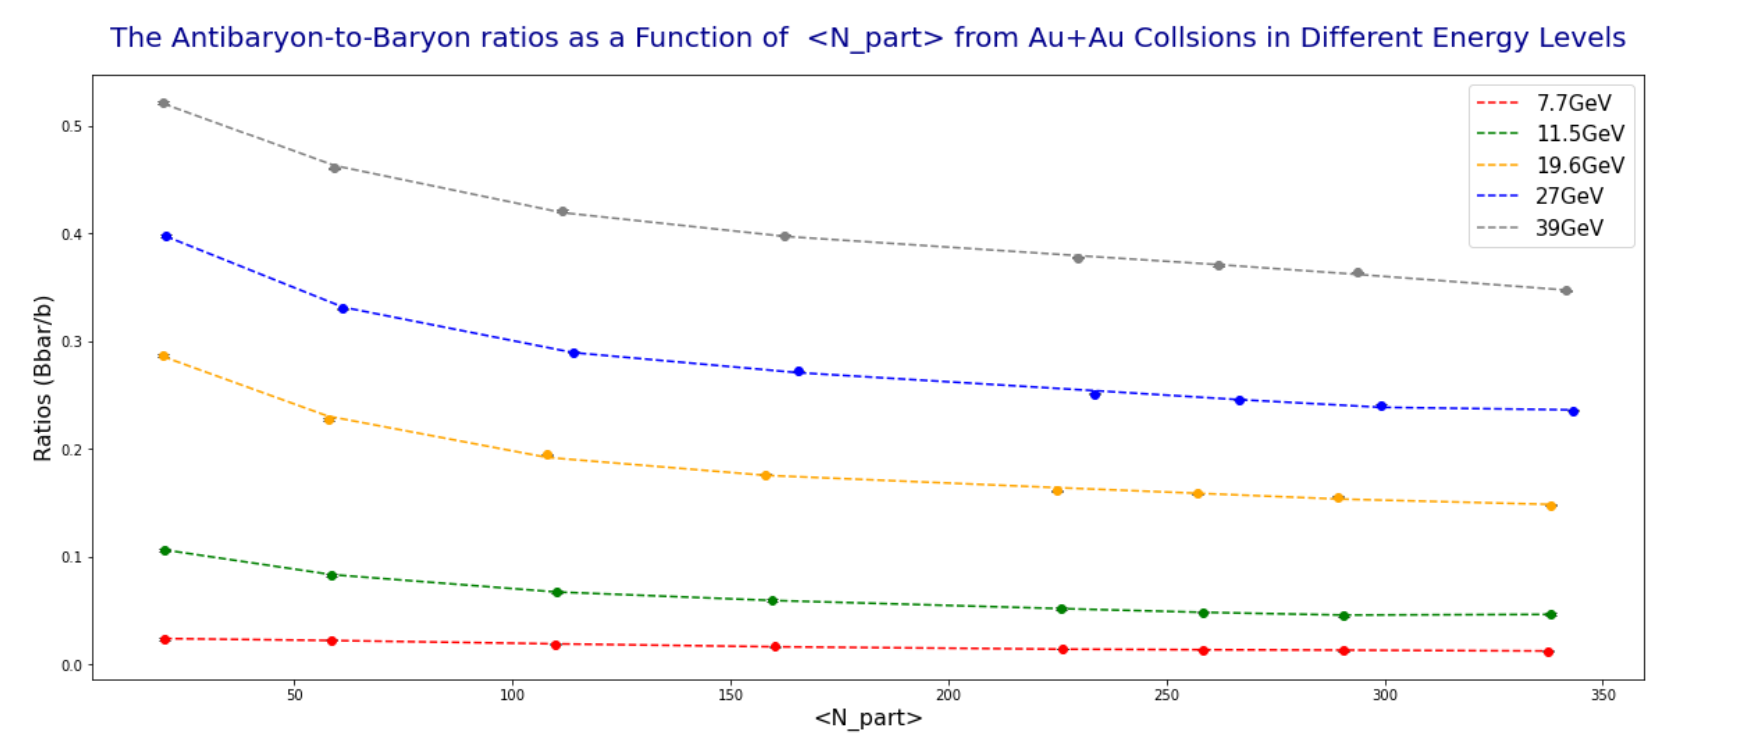 The Antibaryon-to-Baryon ratios as a Function of  <N_part> from Au+Au Collsions in Different Energy Levels
7.7GeV
11.5GeV
19.6GeV
27GeV
39GeV
Ratios (Bbar/b)
0.5
0.4
0.3
0.2
0.1
0.0
50
100
150
200
250
300
350
<N_part>